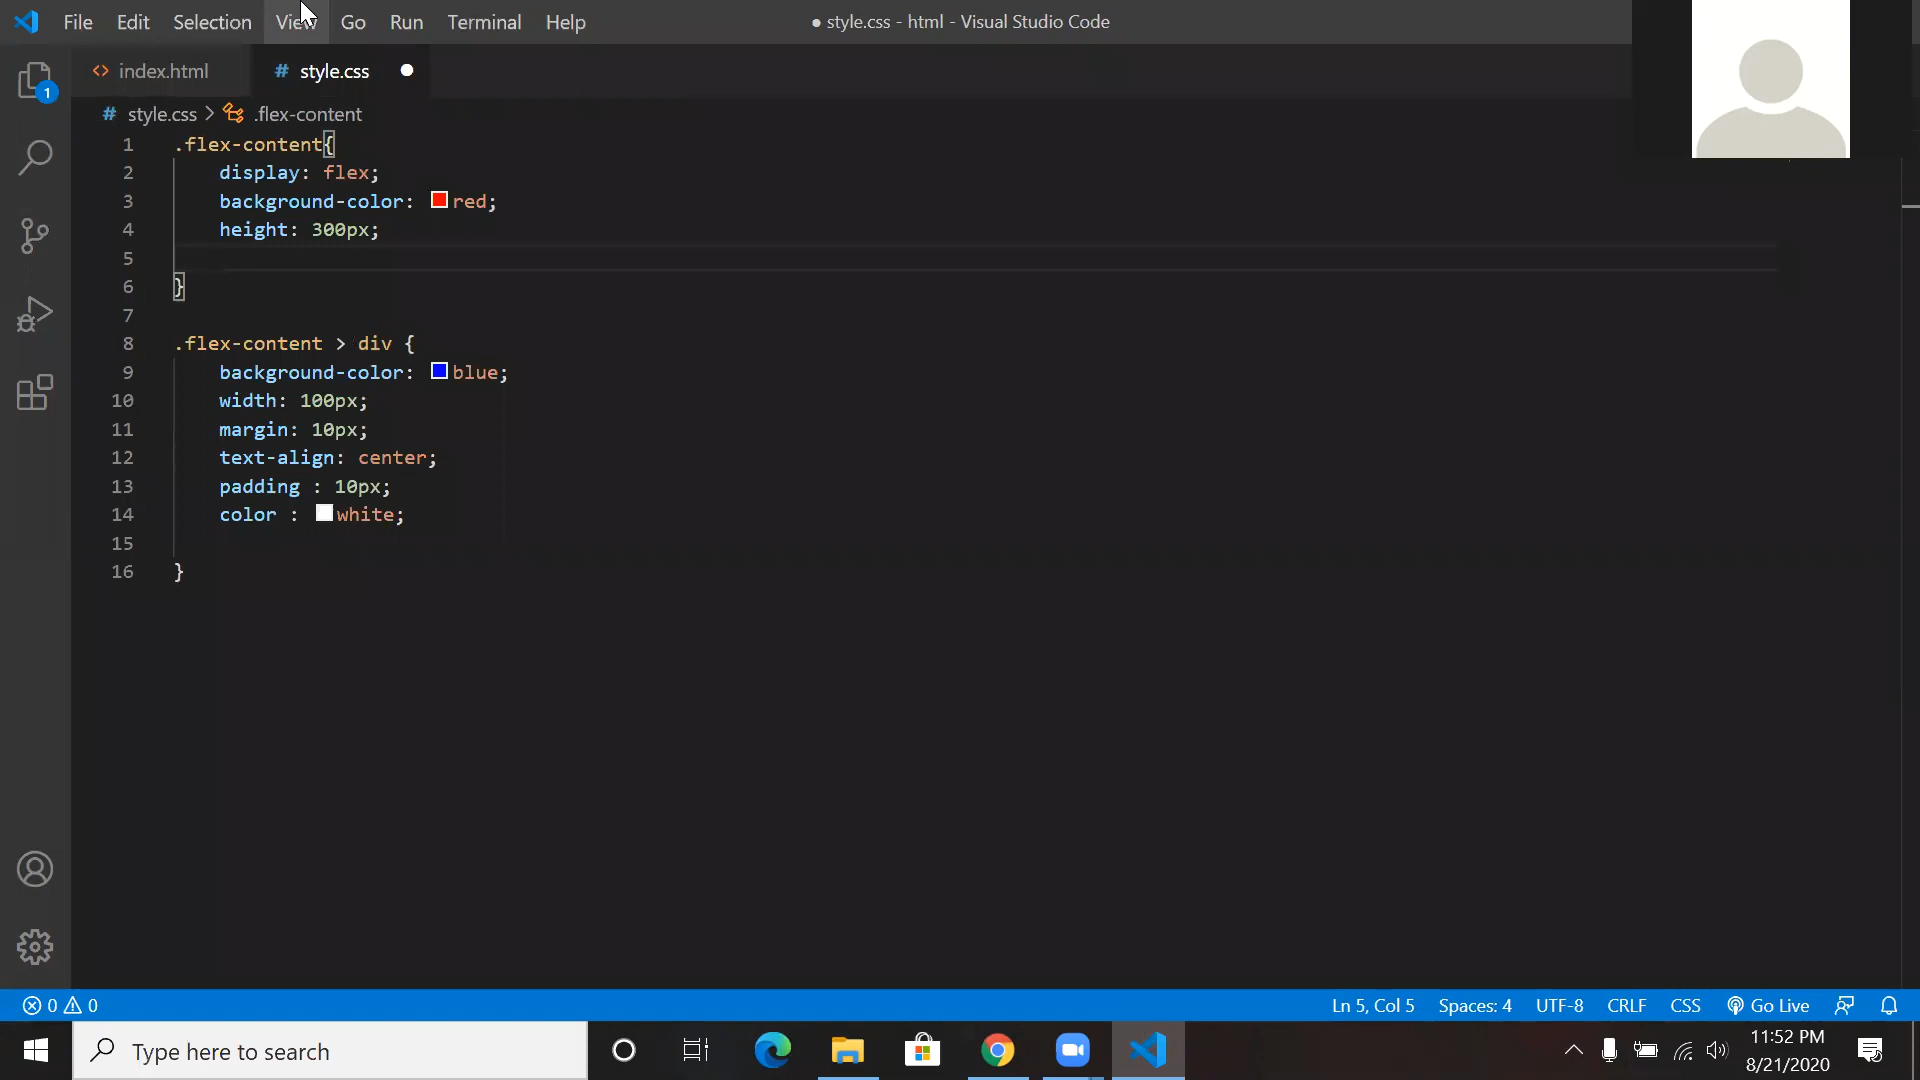 File Edit Selection View Go Run Terminal Help
● style.css - html - Visual Studio Code
<> index.html
# style.css ●
1
# style.css > .flex-content
1 .flex-content{
2 display: flex;
3 background-color: red;
4 height: 300px;
5
6 }
7
8 .flex-content > div {
9 background-color: blue;
10 width: 100px;
11 margin: 10px;
12 text-align: center;
13 padding : 10px;
14 color : white;
15
16 }
0 0
Ln 5, Col 5 Spaces: 4 UTF-8 CRLF CSS Go Live
Type here to search
11:52 PM
8/21/2020